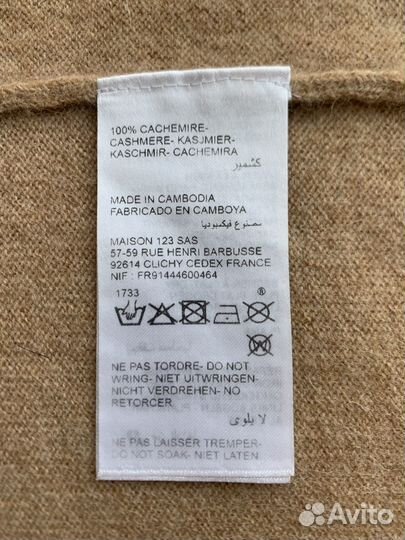 100% CACHEMIRE-
CASHMERE- KASJMIER-
KASCHMIR- CACHEMIRA
كشمير
MADE IN CAMBODIA
FABRICADO EN CAMBOYA
مصنوع فيكمبوديا
MAISON 123 SAS
57-59 RUE HENRI BARBUSSE
92614 CLICHY CEDEX FRANCE
NIF : FR91444600464
1733 ®
W
NE PAS TORDRE- DO NOT
WRING- NIET UITWRINGEN-
NICHT VERDREHEN- NO
RETORCER
لا يلوى
NE PAS LAISSER TREMPER-
DO NOT SOAK- NIET LATEN
Avito